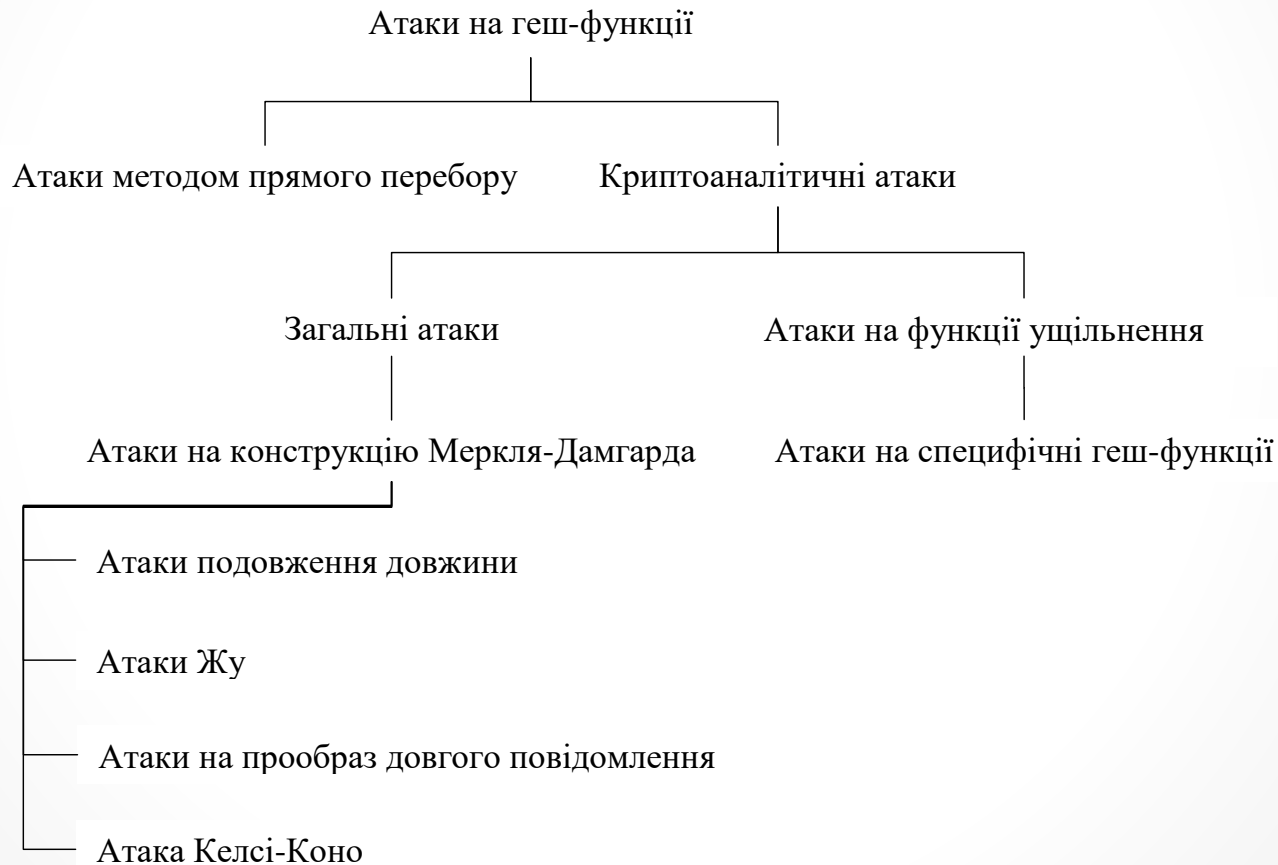 Атаки на геш-функції
Атаки методом прямого перебору
Криптоаналітичні атаки
Загальні атаки
Атаки на функції ущільнення
Атаки на конструкцію Меркля-Дамгарда
Атаки на специфічні геш-функції
Атаки подовження довжини
Атаки Жу
Атаки на прообраз довгого повідомлення
Атака Келсі-Коно